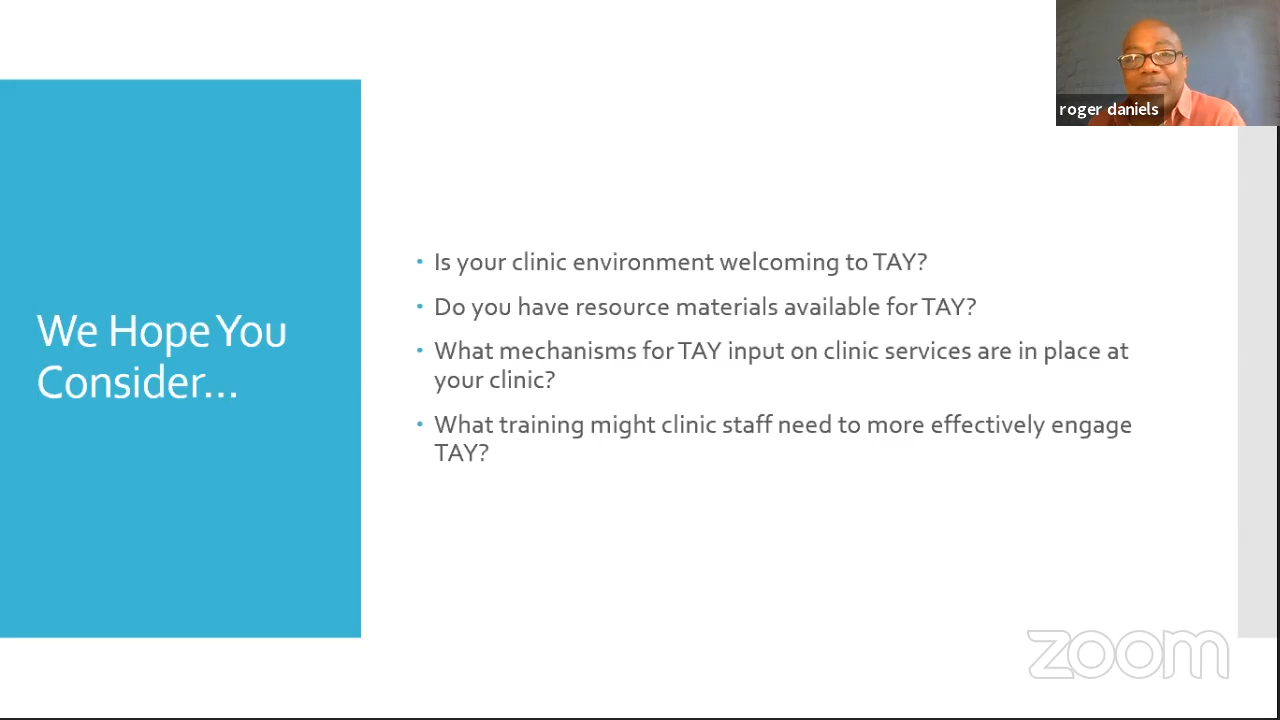 roger daniels
We Hope You
Consider...
• Is your clinic environment welcoming to TAY?
• Do you have resource materials available for TAY?
• What mechanisms for TAY input on clinic services are in place at
your clinic?
• What training might clinic staff need to more effectively engage
TAY?
zoom